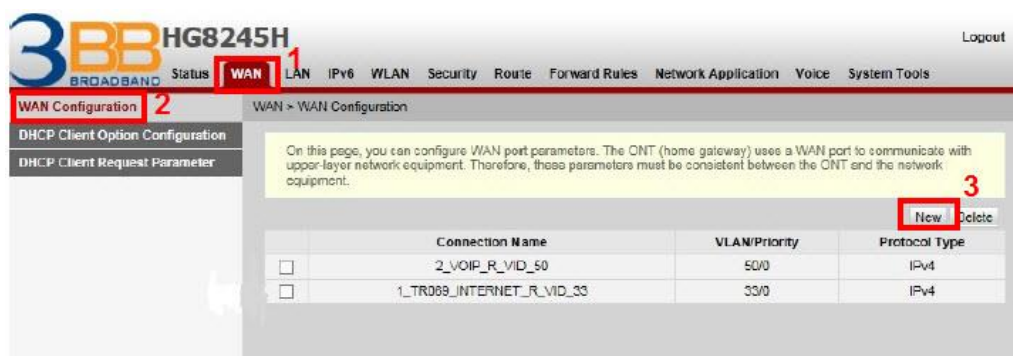 3BB HG8245H
BROADBAND
Logout
1
Status WAN LAN IPv6 WLAN Security Route Forward Rules Network Application Voice System Tools
WAN Configuration 2
WAN > WAN Configuration
DHCP Client Option Configuration
DHCP Client Request Parameter
On this page, you can configure WAN port parameters. The ONT (home gateway) uses a WAN port to communicate with
upper-layer network equipment. Therefore, these parameters must be consistent between the ONT and the network
equipment.
3
New Delete
Connection Name VLAN/Priority Protocol Type
2_VOIP_R_VID_50 50/0 IPv4
1_TR069_INTERNET_R_VID_33 33/0 IPv4